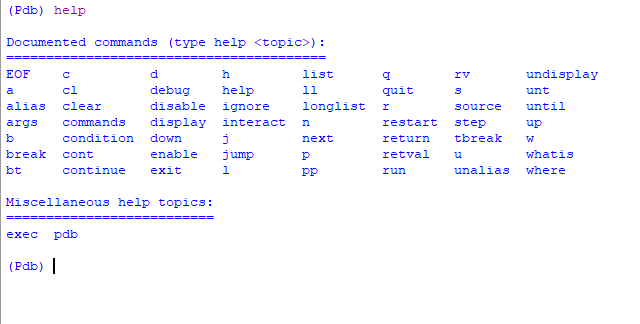 (Pdb) help
Documented commands (type help <topic>):
========================================
EOF    c          d        h         list      q        rv       undisplay
a      cl         debug    help      ll        quit     s        unt
alias  clear      disable  ignore    longlist  r        source   until
args   commands   display  interact  n         restart  step     up
b      condition  down     j         next      return   tbreak   w
break  cont       enable   jump      p         retval   u        whatis
bt     continue   exit     l         pp        run      unalias  where
Miscellaneous help topics:
==========================
exec  pdb
(Pdb)